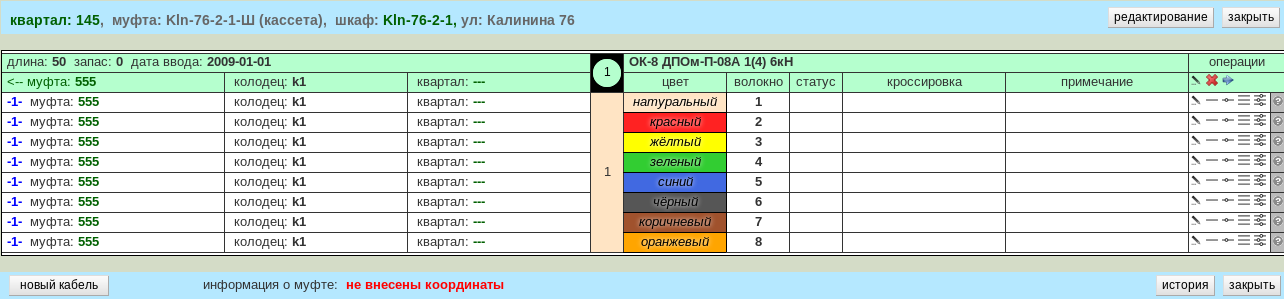 квартал: 145, муфта: Kln-76-2-1-Ш (кассета), шкаф: Kln-76-2-1, ул: Калинина 76 редактирование закрыть
длина: 50 запас: 0 дата ввода: 2009-01-01 1 ОК-8 ДПОм-П-08А 1(4) 6кН операции
<-- муфта: 555 колодец: k1 квартал: --- цвет волокно статус кроссировка примечание
-1- муфта: 555 колодец: k1 квартал: --- натуральный 1
-1- муфта: 555 колодец: k1 квартал: --- красный 2
-1- муфта: 555 колодец: k1 квартал: --- жёлтый 3
-1- муфта: 555 колодец: k1 квартал: --- зеленый 4
1
-1- муфта: 555 колодец: k1 квартал: --- синий 5
-1- муфта: 555 колодец: k1 квартал: --- чёрный 6
-1- муфта: 555 колодец: k1 квартал: --- коричневый 7
-1- муфта: 555 колодец: k1 квартал: --- оранжевый 8
новый кабель информация о муфте: не внесены координаты история закрыть